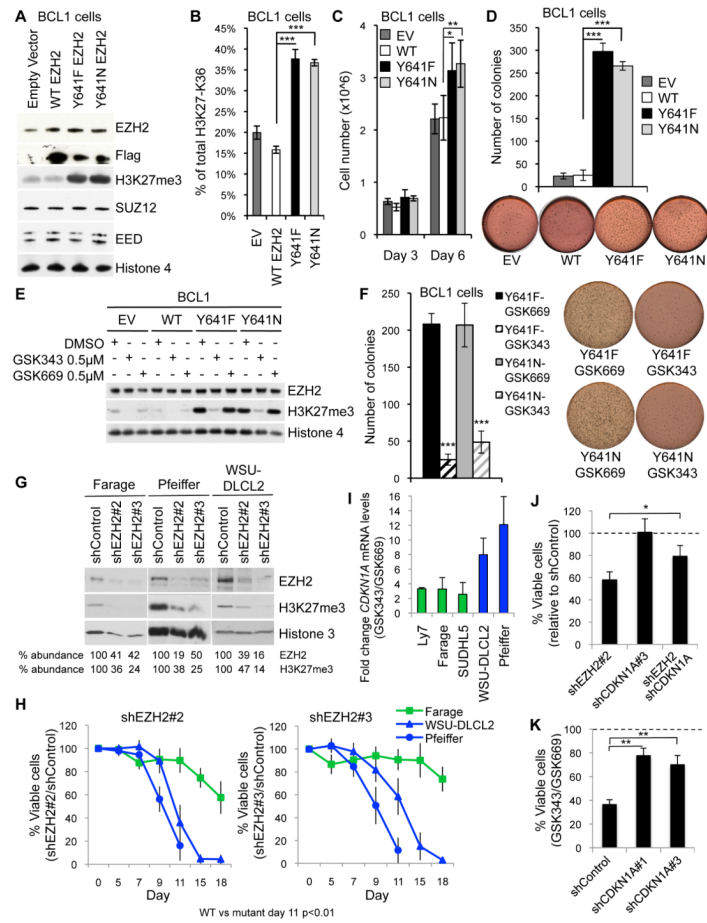 A
BCL1 cells
Empty Vector
WT EZH2
Y641F EZH2
Y641N EZH2
EZH2
Flag
H3K27me3
SUZ12
EED
Histone 4
B
BCL1 cells
% of total H3K27-K36
45%
40%
35%
30%
25%
20%
15%
10%
5%
0%
***
***
EV
WT EZH2
Y641F
Y641N
C
BCL1 cells
Cell number (x10^6)
4
3
2
1
0
EV
WT
Y641F
Y641N
**
*
Day 3 Day 6
D
BCL1 cells
Number of colonies
350
300
250
200
150
100
50
0
***
***
EV
WT
Y641F
Y641N
EV WT Y641F Y641N
E
BCL1
EV WT Y641F Y641N
DMSO + - - + - - + - - + - -
GSK343 0.5µM - + - - + - - + - - + -
GSK669 0.5µM - - + - - + - - + - - +
EZH2
H3K27me3
Histone 4
F
BCL1 cells
Number of colonies
250
200
150
100
50
0
***
***
Y641F-
GSK669
Y641F-
GSK343
Y641N-
GSK669
Y641N-
GSK343
Y641F
GSK669
Y641F
GSK343
Y641N
GSK669
Y641N
GSK343
G
Farage Pfeiffer WSU-
DLCL2
shControl
shEZH2#2
shEZH2#3
shControl
shEZH2#2
shEZH2#3
shControl
shEZH2#2
shEZH2#3
EZH2
H3K27me3
Histone 3
% abundance 100 41 42 100 19 50 100 39 16 EZH2
% abundance 100 36 24 100 38 25 100 47 14 H3K27me3
H
shEZH2#2
% Viable cells
(shEZH2#2/shControl)
120
100
80
60
40
20
0
0 5 7 9 11 15 18
Day
shEZH2#3
% Viable cells
(shEZH2#3/shControl)
120
100
80
60
40
20
0
0 5 7 9 11 15 18
Day
Farage
WSU-DLCL2
Pfeiffer
WT vs mutant day 11 p<0.01
I
Fold change CDKN1A mRNA levels
(GSK343/GSK669)
16
14
12
10
8
6
4
2
0
Ly7
Farage
SUDHL5
WSU-DLCL2
Pfeiffer
J
% Viable cells
(relative to shControl)
120
100
80
60
40
20
0
*
shEZH2#2
shCDKN1A#3
shEZH2
shCDKN1A
K
% Viable cells
(GSK343/GSK669)
100
80
60
40
20
0
**
**
shControl
shCDKN1A#1
shCDKN1A#3